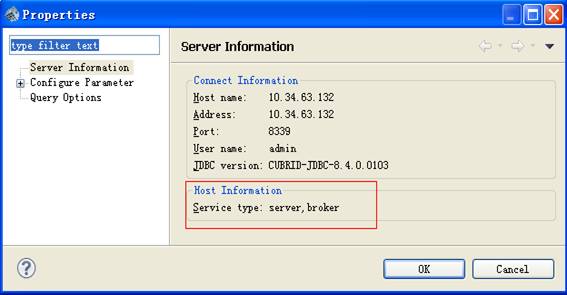 Properties
type filter text
Server Information
Configure Parameter
Query Options
Server Information
Connect Information
Host name: 10.34.63.132
Address: 10.34.63.132
Port: 8339
User name: admin
JDBC version: CUBRID-JDBC-8.4.0.0103
Host Information
Service type: server,broker
?
OK
Cancel